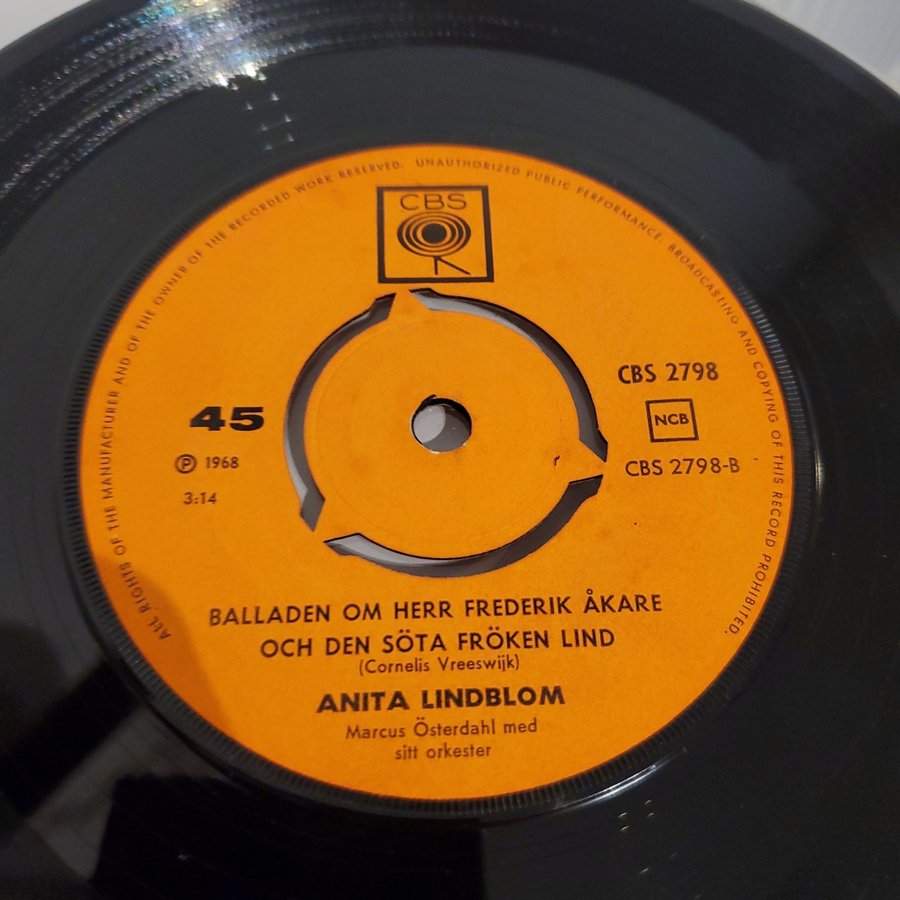 ALL RIGHTS OF THE MANUFACTURER AND OF THE OWNER OF THE RECORDED WORK RESERVED. UNAUTHORIZED PUBLIC PERFORMANCE, BROADCASTING AND COPYING OF THIS RECORD PROHIBITED.
CBS
CBS 2798
45
NCB
℗ 1968
CBS 2798-B
3:14
BALLADEN OM HERR FREDERIK ÅKARE
OCH DEN SÖTA FRÖKEN LIND
(Cornelis Vreeswijk)
ANITA LINDBLOM
Marcus Österdahl med
sitt orkester